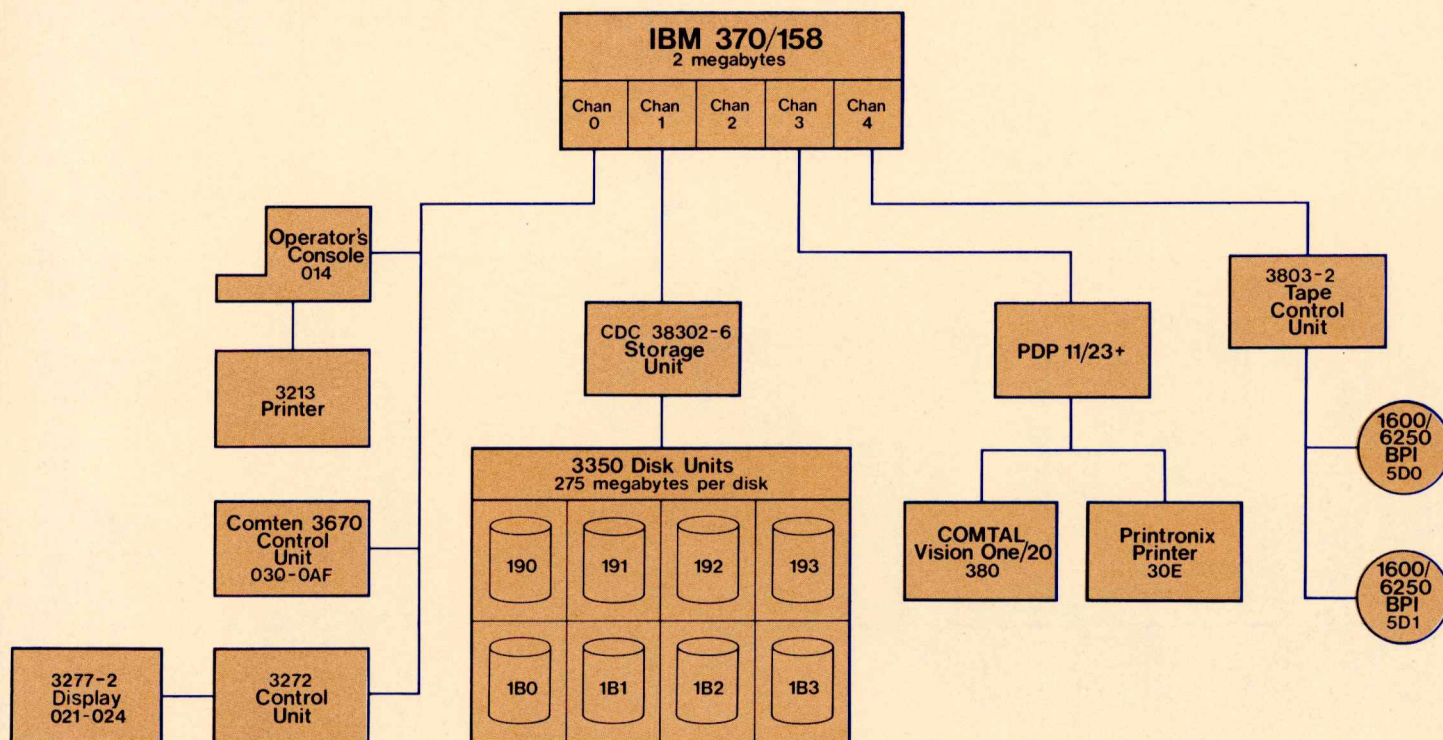 IBM 370/158
2 megabytes
Chan
0
Chan
1
Chan
2
Chan
3
Chan
4
Operator's
Console
014
3213
Printer
Comten 3670
Control
Unit
030-0AF
3272
Control
Unit
3277-2
Display
021-024
CDC 38302-6
Storage
Unit
3350 Disk Units
275 megabytes per disk
190
191
192
193
1B0
1B1
1B2
1B3
PDP 11/23+
COMTAL
Vision One/20
380
Printronix
Printer
30E
3803-2
Tape
Control
Unit
1600/
6250
BPI
5D0
1600/
6250
BPI
5D1